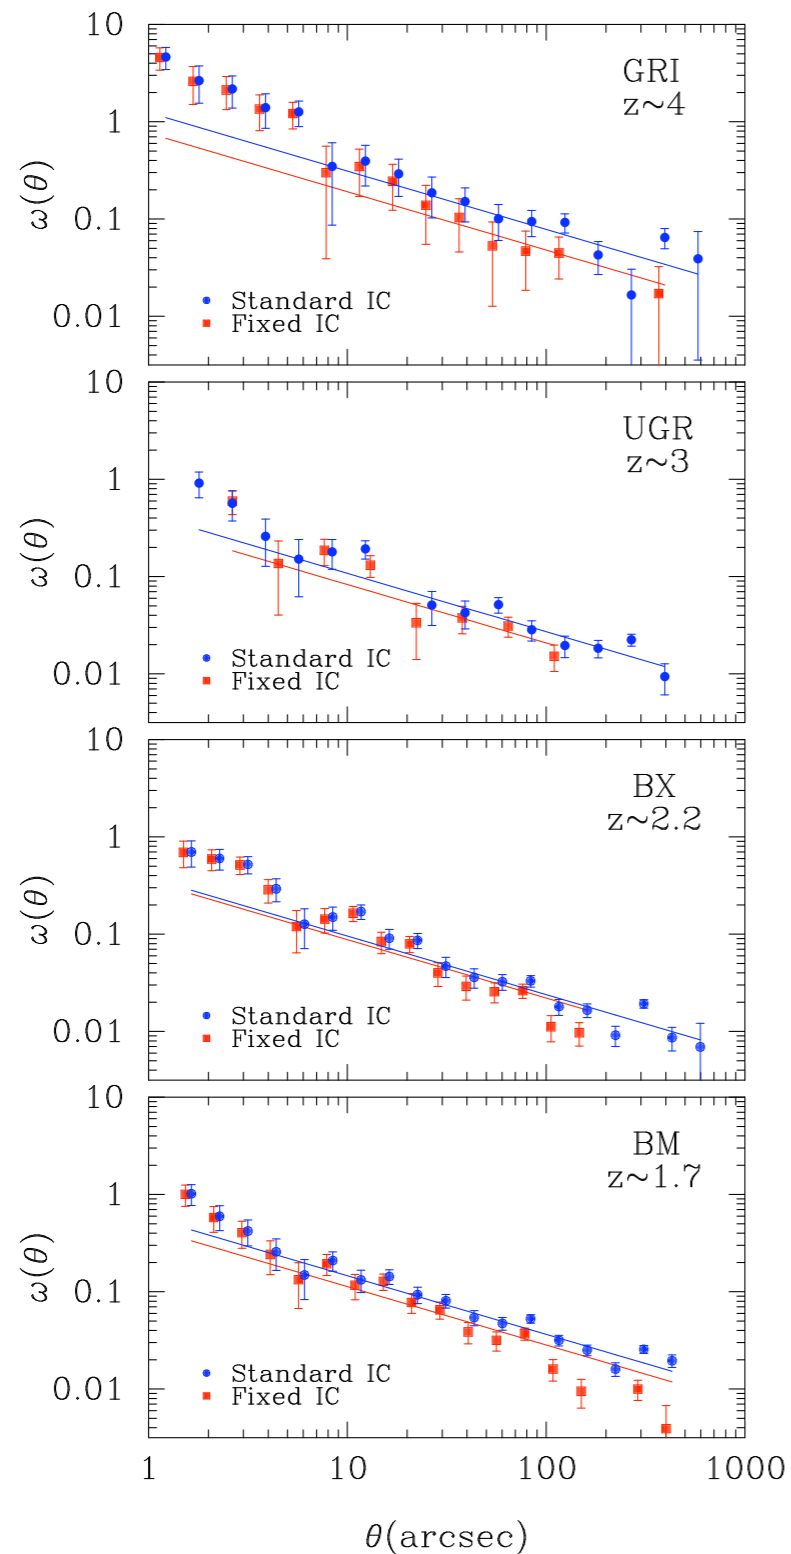 10
GRI
z~4
1
ω(θ)
0.1
Standard IC
0.01
Fixed IC
10
UGR
z~3
1
ω(θ)
0.1
Standard IC
0.01
Fixed IC
10
BX
z~2.2
1
ω(θ)
0.1
Standard IC
0.01
Fixed IC
10
BM
z~1.7
1
ω(θ)
0.1
Standard IC
0.01
Fixed IC
1 10 100 1000
θ(arcsec)